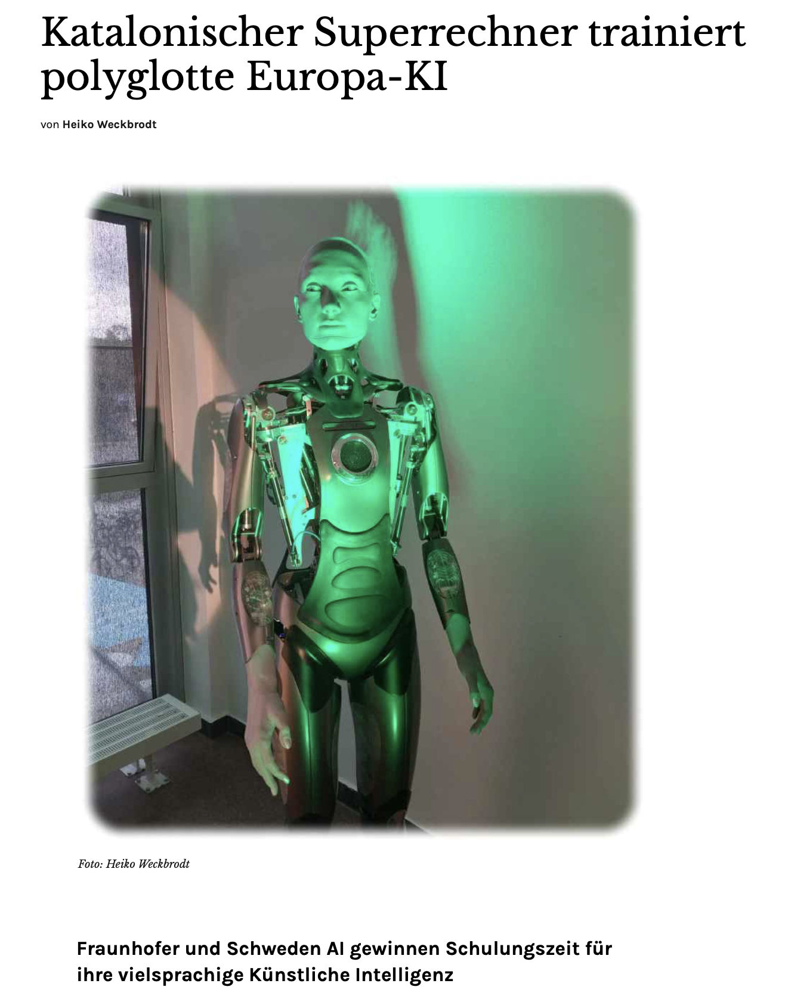 Katalonischer Superrechner trainiert
polyglotte Europa-KI
von Heiko Weckbrodt
Foto: Heiko Weckbrodt
Fraunhofer und Schweden AI gewinnen Schulungszeit für
ihre vielsprachige Künstliche Intelligenz